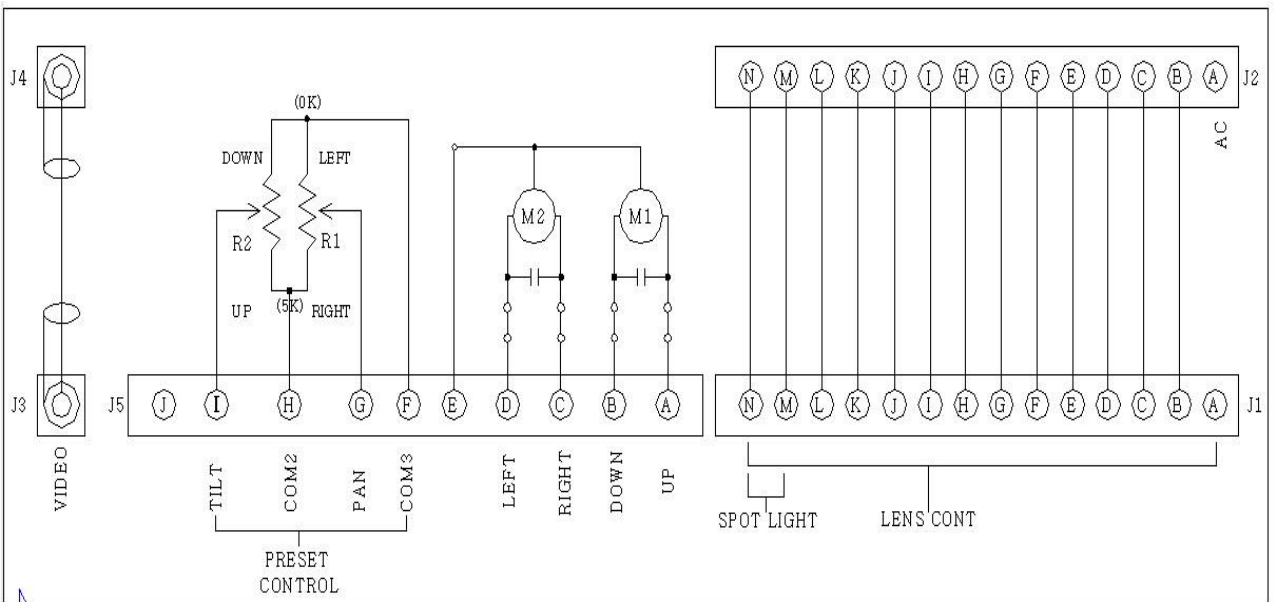 J4
N M L K J I H G F E D C B A
J2
AC
(0K)
DOWN LEFT
M2 M1
R2 R1
UP (5K) RIGHT
J3
J5
J I H G F E D C B A
N M L K J I H G F E D C B A
J1
VIDEO
TILT
COM2
PAN
COM3
LEFT
RIGHT
DOWN
UP
SPOT LIGHT
LENS CONT
PRESET
CONTROL